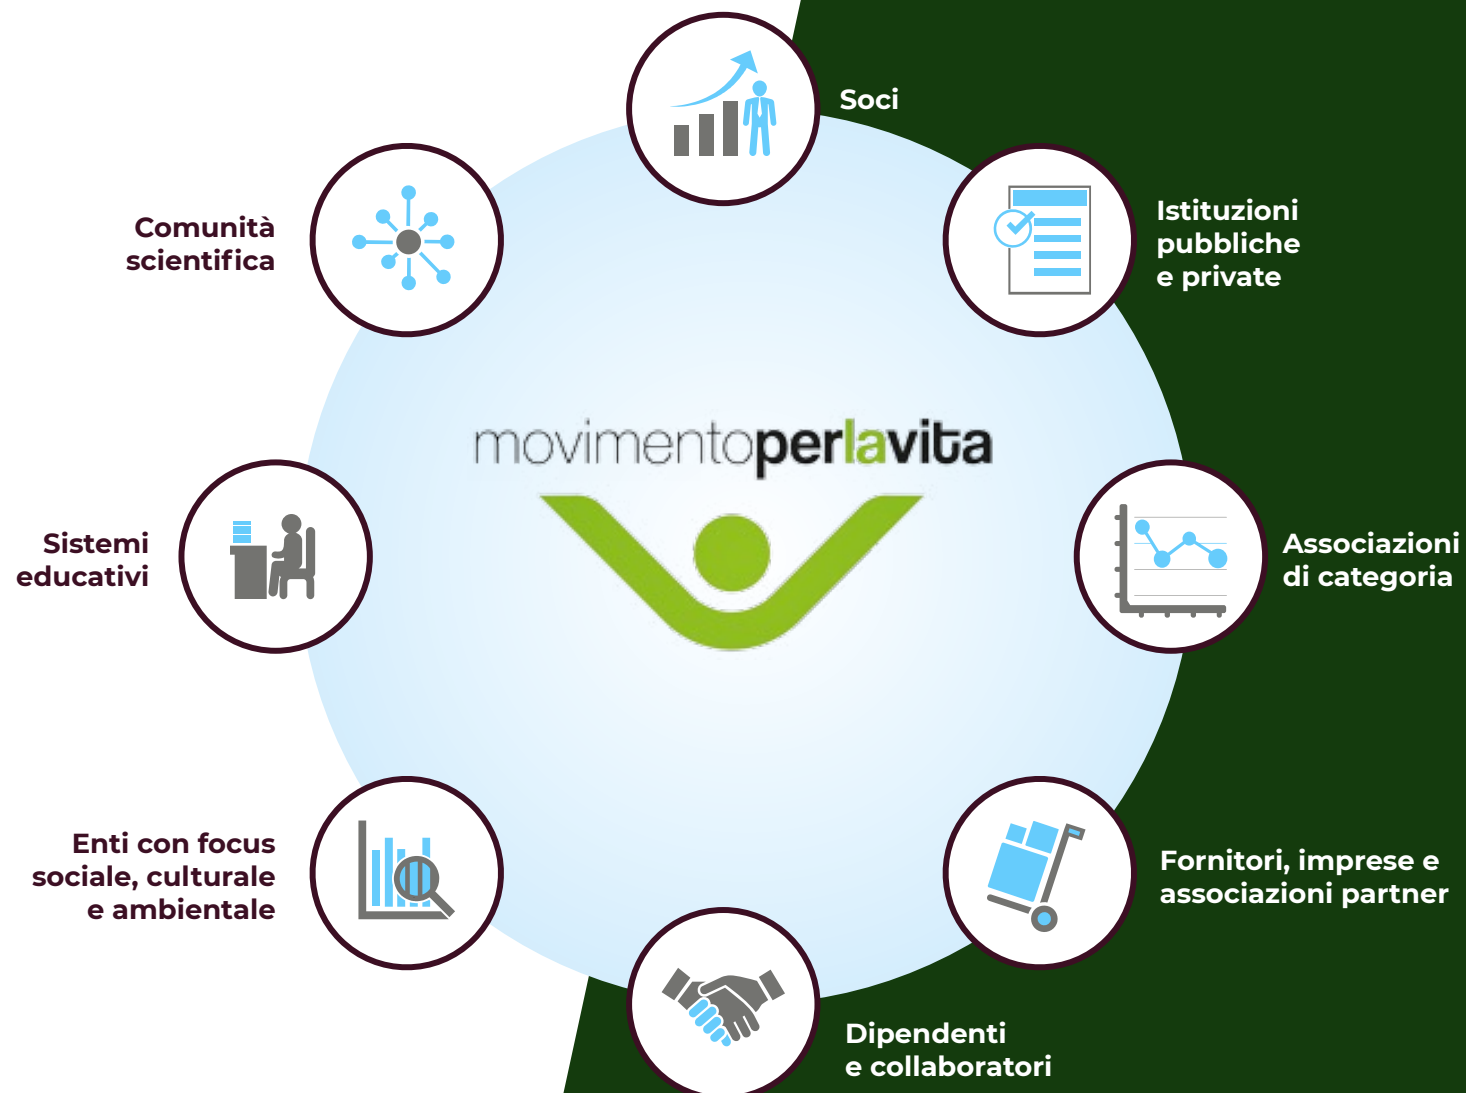 Soci
Istituzioni
pubbliche
e private
Associazioni
di categoria
Fornitori, imprese e
associazioni partner
Dipendenti
e collaboratori
Enti con focus
sociale, culturale
e ambientale
Sistemi
educativi
Comunità
scientifica
movimentoperlavita